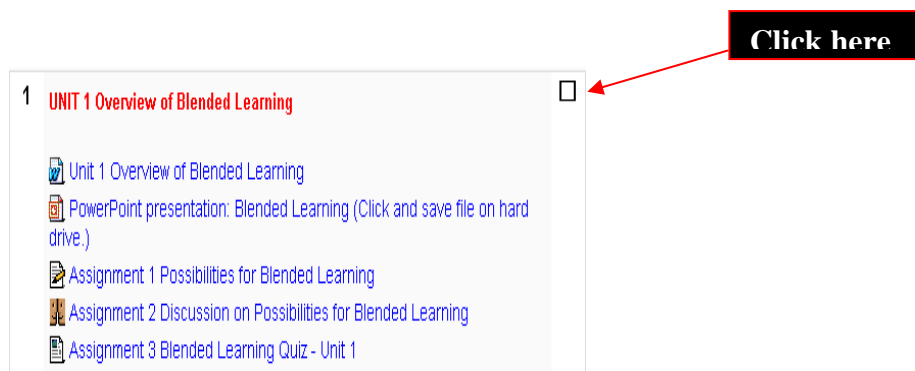 Click here
1 UNIT 1 Overview of Blended Learning
Unit 1 Overview of Blended Learning
PowerPoint presentation: Blended Learning (Click and save file on hard
drive.)
Assignment 1 Possibilities for Blended Learning
Assignment 2 Discussion on Possibilities for Blended Learning
Assignment 3 Blended Learning Quiz - Unit 1